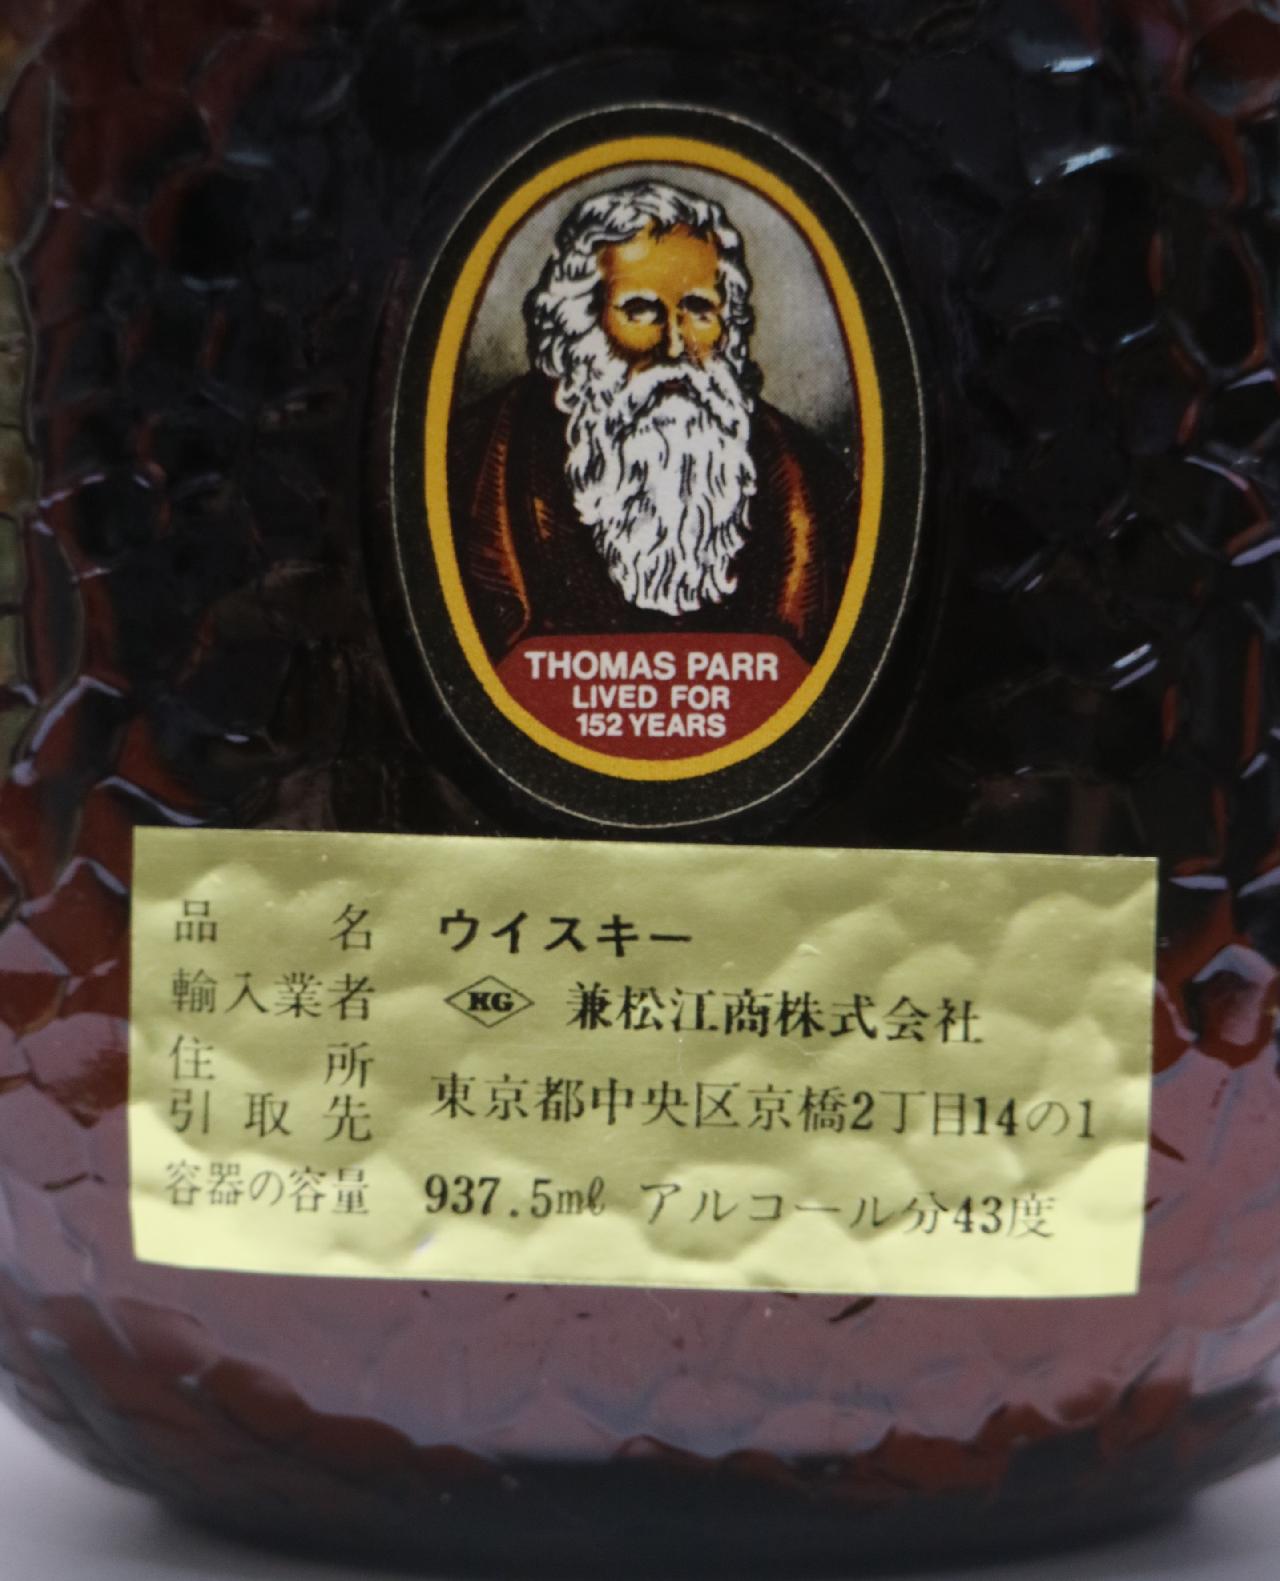 THOMAS PARR
LIVED FOR
152 YEARS
品名 ウイスキー
輸入業者 KG 兼松江商株式会社
住所
引取先 東京都中央区京橋2丁目14の1
容器の容量 937.5mℓ アルコール分43度